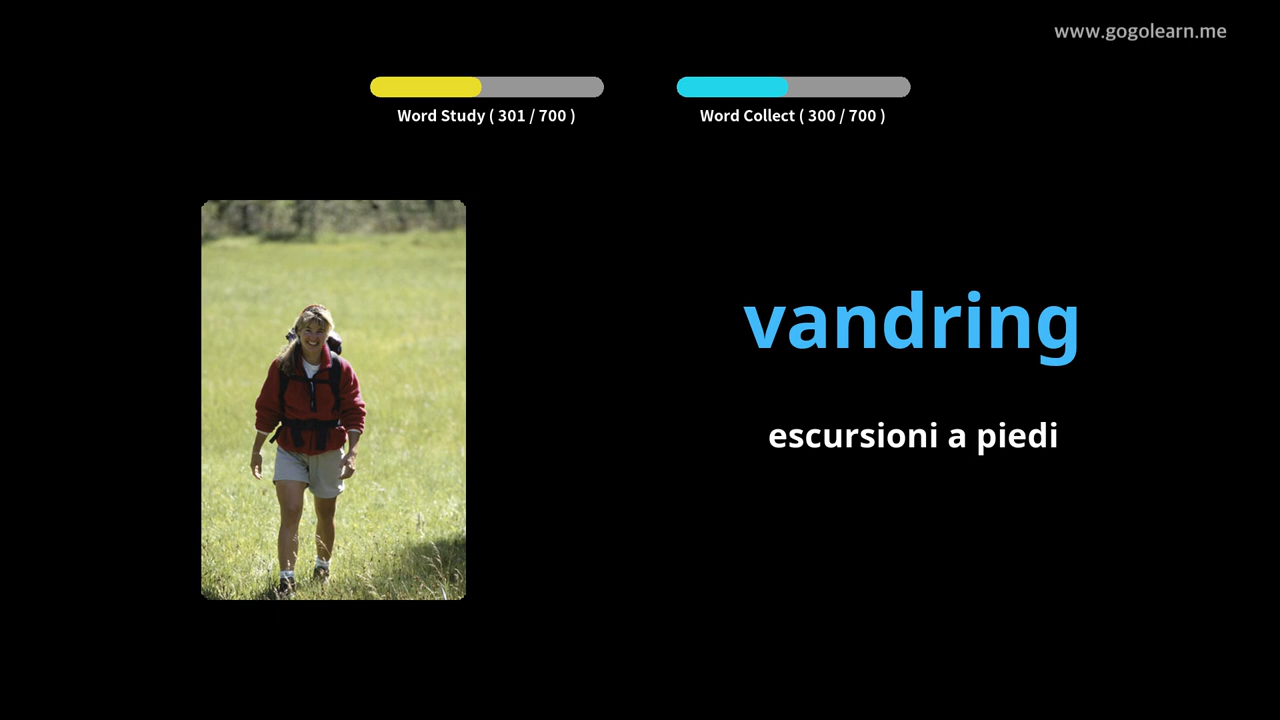 www.gogolearn.me
Word Study ( 301 / 700 )
Word Collect ( 300 / 700 )
vandring
escursioni a piedi